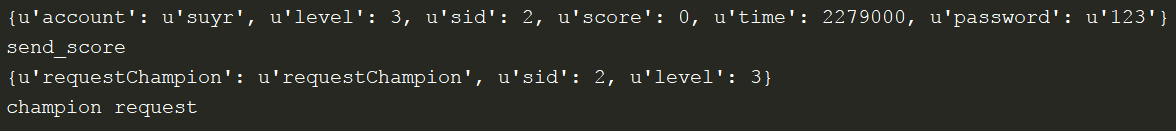 {u'account': u'suyr', u'level': 3, u'sid': 2, u'score': 0, u'time': 2279000, u'password': u'123'}
send_score
{u'requestChampion': u'requestChampion', u'sid': 2, u'level': 3}
champion request